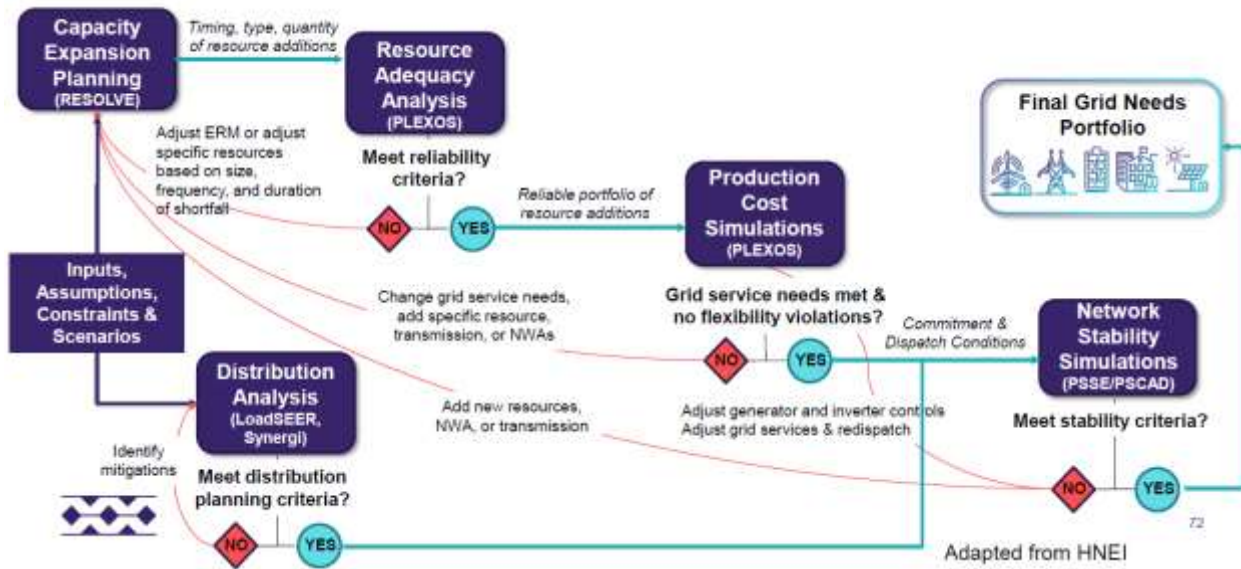 Capacity
Expansion
Planning
(RESOLVE)
Timing, type, quantity
of resource additions
Resource
Adequacy
Analysis
(PLEXOS)
Adjust ERM or adjust
specific resources
based on size,
frequency, and duration
of shortfall
Meet reliability
criteria?
NO
YES
Reliable portfolio of
resource additions
Production
Cost
Simulations
(PLEXOS)
Final Grid Needs
Portfolio
Inputs,
Assumptions,
Constraints &
Scenarios
Change grid service needs,
add specific resource,
transmission, or NWAs
Grid service needs met &
no flexibility violations?
NO
YES
Commitment &
Dispatch Conditions
Network
Stability
Simulations
(PSSE/PSCAD)
Distribution
Analysis
(LoadSEER,
Synergi)
Add new resources,
NWA, or transmission
Adjust generator and inverter controls
Adjust grid services & redispatch
Meet stability criteria?
NO
YES
Identify
mitigations
Meet distribution
planning criteria?
NO
YES
72
Adapted from HNEI